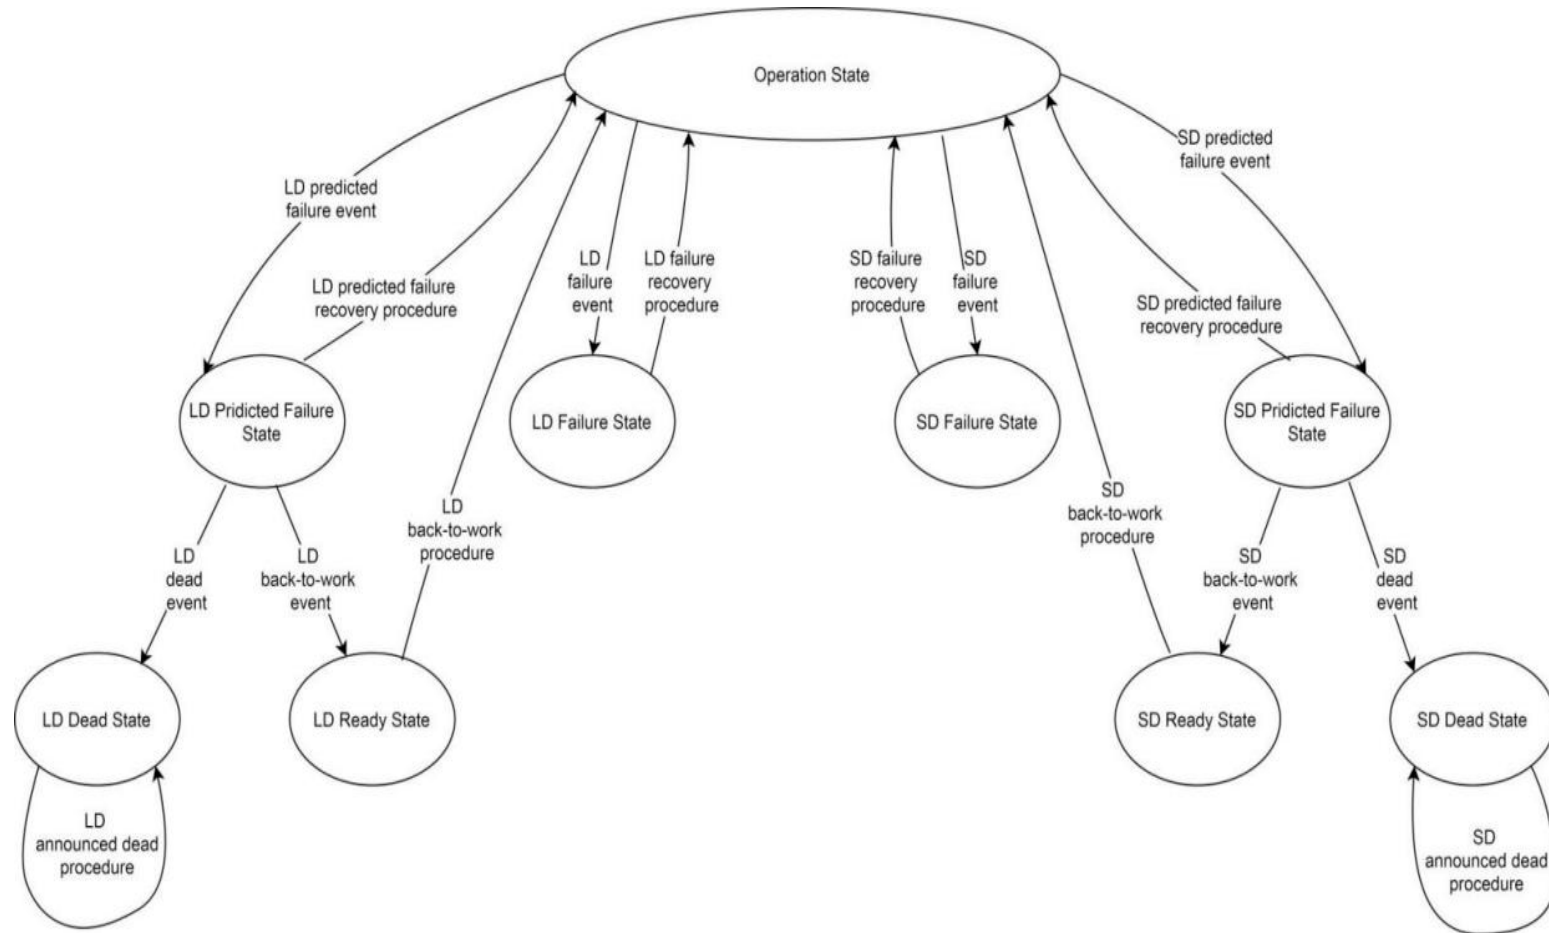 Operation State
LD predicted
failure event
SD predicted
failure event
LD predicted failure
recovery procedure
LD
failure
event
LD failure
recovery
procedure
SD failure
recovery
procedure
SD
failure
event
SD predicted failure
recovery procedure
LD Pridicted Failure
State
LD Failure State
SD Failure State
SD Pridicted Failure
State
LD
back-to-work
procedure
SD
back-to-work
procedure
LD
dead
event
LD
back-to-work
event
SD
back-to-work
event
SD
dead
event
LD Dead State
LD Ready State
SD Ready State
SD Dead State
LD
announced dead
procedure
SD
announced dead
procedure